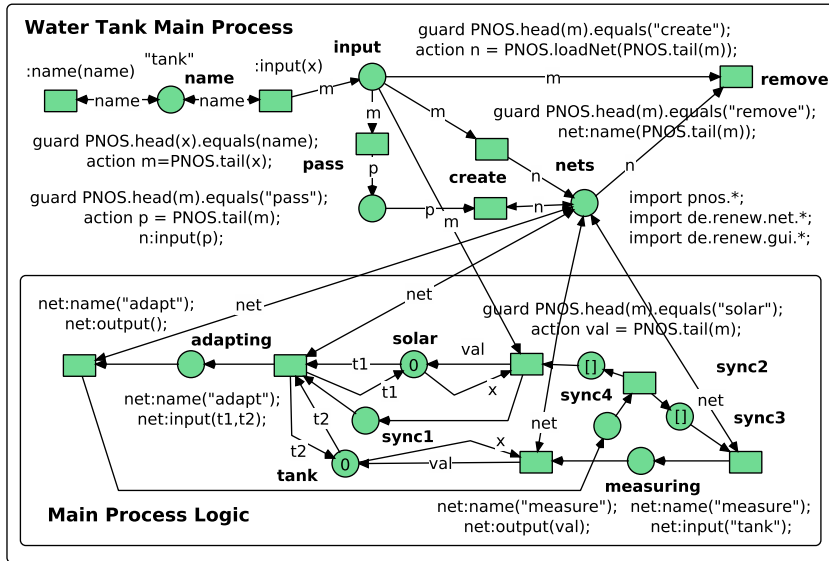 Water Tank Main Process
guard PNOS.head(m).equals("create");
action n = PNOS.loadNet(PNOS.tail(m));
input
"tank"
:name(name)
name
:input(x)
name
name
m
m
remove
guard PNOS.head(m).equals("remove");
net:name(PNOS.tail(m));
m
m
guard PNOS.head(x).equals(name);
action m=PNOS.tail(x);
pass
p
create
nets
n
n
guard PNOS.head(m).equals("pass");
action p = PNOS.tail(m);
n:input(p);
p
n
m
import pnos.*;
import de.renew.net.*;
import de.renew.gui.*;
net:name("adapt");
net:output();
net
net
guard PNOS.head(m).equals("solar");
action val = PNOS.tail(m);
adapting
solar
val
t1
0
[]
sync2
t1
x
sync4
net:name("adapt");
net:input(t1,t2);
net
[]
sync3
t2
sync1
net
t2
x
tank
0
val
measuring
net:name("measure");
net:output(val);
net:name("measure");
net:input("tank");
Main Process Logic